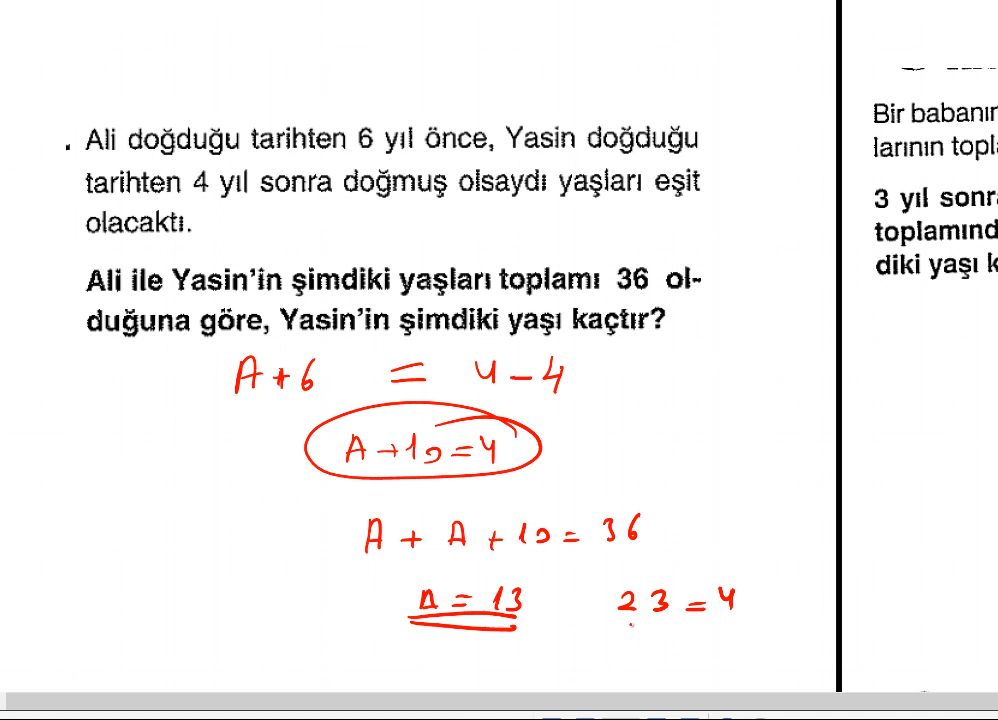 . Ali doğduğu tarihten 6 yıl önce, Yasin doğduğu
tarihten 4 yıl sonra doğmuş olsaydı yaşları eşit
olacaktı.
Ali ile Yasin'in şimdiki yaşları toplamı 36 ol-
duğuna göre, Yasin'in şimdiki yaşı kaçtır?
A + 6 = y - 4
A + 10 = y
A + A + 10 = 36
A = 13 23 = y
Bir babanın
larının topla
3 yıl sonra
toplamınd
diki yaşı k